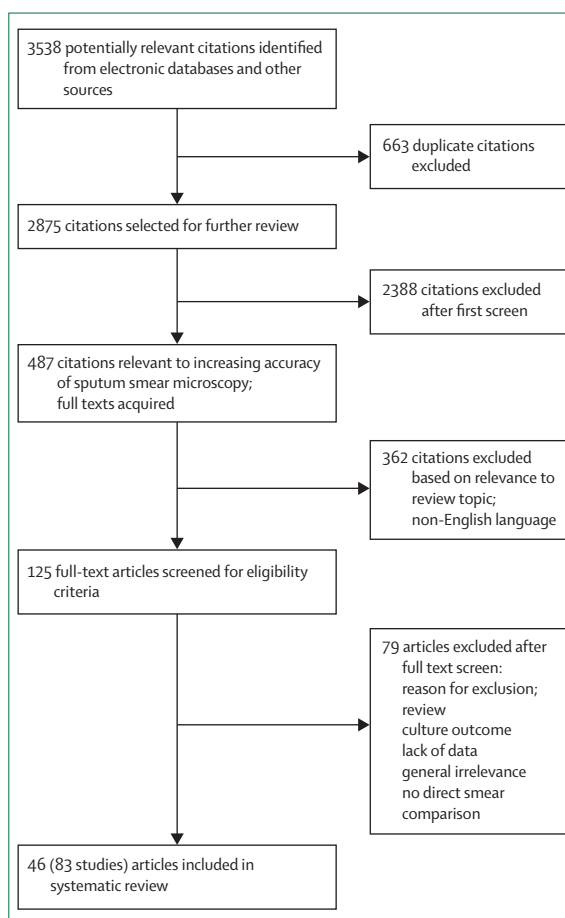 3538 potentially relevant citations identified
from electronic databases and other
sources
663 duplicate citations
excluded
2875 citations selected for further review
2388 citations excluded
after first screen
487 citations relevant to increasing accuracy
of sputum smear microscopy;
full texts acquired
362 citations excluded
based on relevance to
review topic;
non-English language
125 full-text articles screened for eligibility
criteria
79 articles excluded after
full text screen:
reason for exclusion;
review
culture outcome
lack of data
general irrelevance
no direct smear
comparison
46 (83 studies) articles included in
systematic review